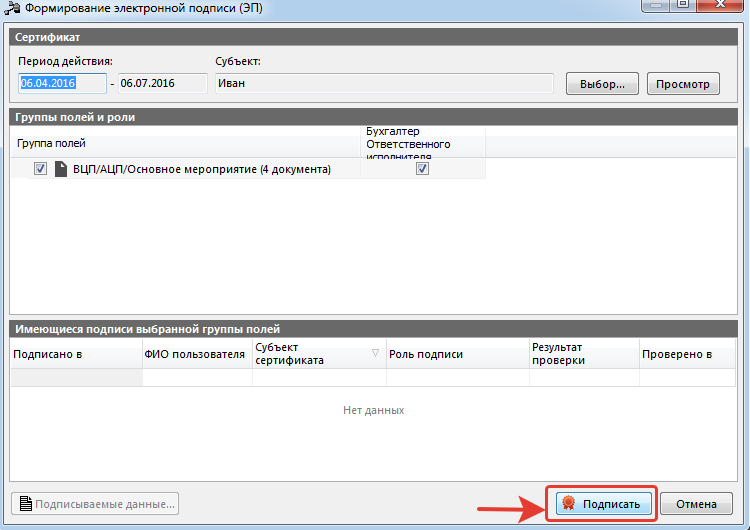 Формирование электронной подписи (ЭП)
Сертификат
Период действия: Субъект:
06.04.2016 - 06.07.2016 Иван Выбор... Просмотр
Группы полей и роли
Группа полей
Бухгалтер
Ответственного
исполнителя
ВЦП/АЦП/Основное мероприятие (4 документа)
Имеющиеся подписи выбранной группы полей
Подписано в ФИО пользователя
Субъект
сертификата
Роль подписи
Результат
проверки
Проверено в
Нет данных
Подписываемые данные... Подписать Отмена